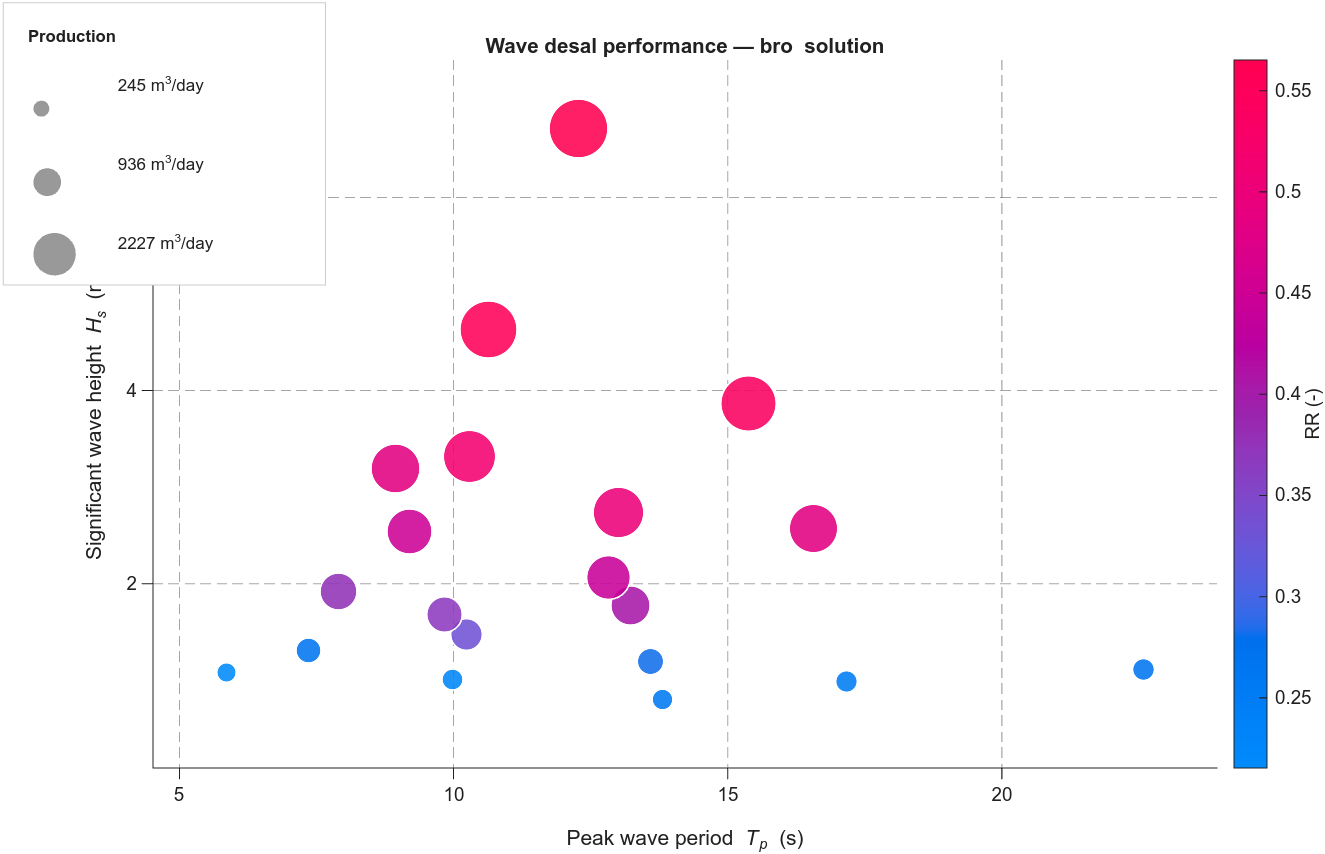 Production
245 m³/day
936 m³/day
2227 m³/day
Wave desal performance — bro  solution
Significant wave height H_s (
4
2
5
10
15
20
Peak wave period T_p (s)
0.55
0.5
0.45
0.4
0.35
0.3
0.25
RR (-)